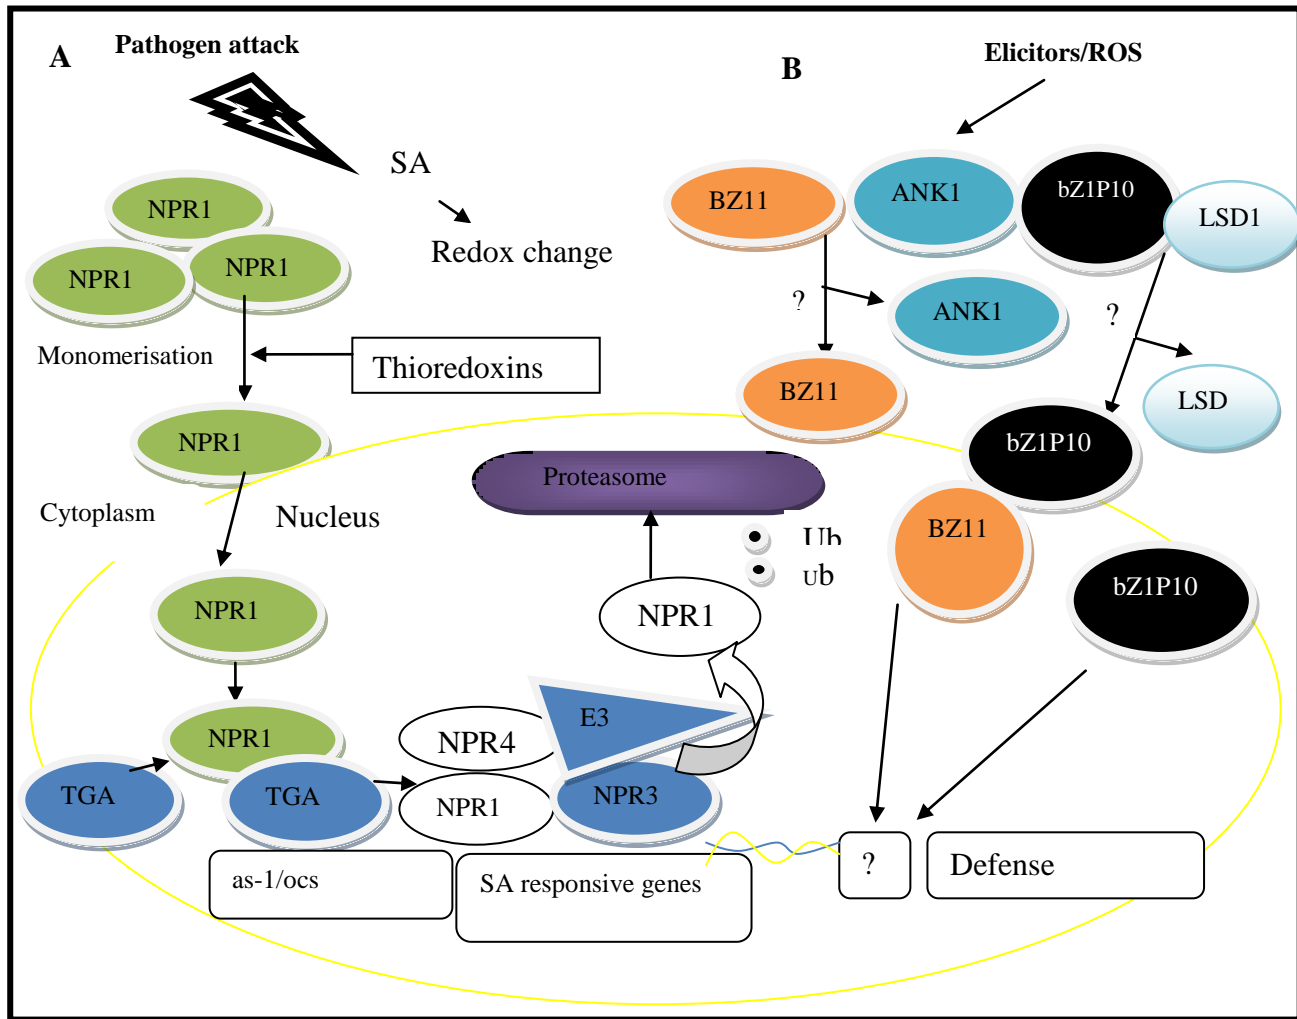 A
Pathogen attack
SA
Redox change
NPR1
NPR1
NPR1
Monomerisation
Thioredoxins
NPR1
Cytoplasm
Nucleus
NPR1
NPR1
TGA
TGA
as-1/ocs
NPR4
NPR1
E3
NPR3
SA responsive genes
NPR1
Proteasome
Ub
ub
B
Elicitors/ROS
BZ11
ANK1
bZ1P10
LSD1
?
ANK1
?
BZ11
LSD
bZ1P10
BZ11
bZ1P10
?
Defense